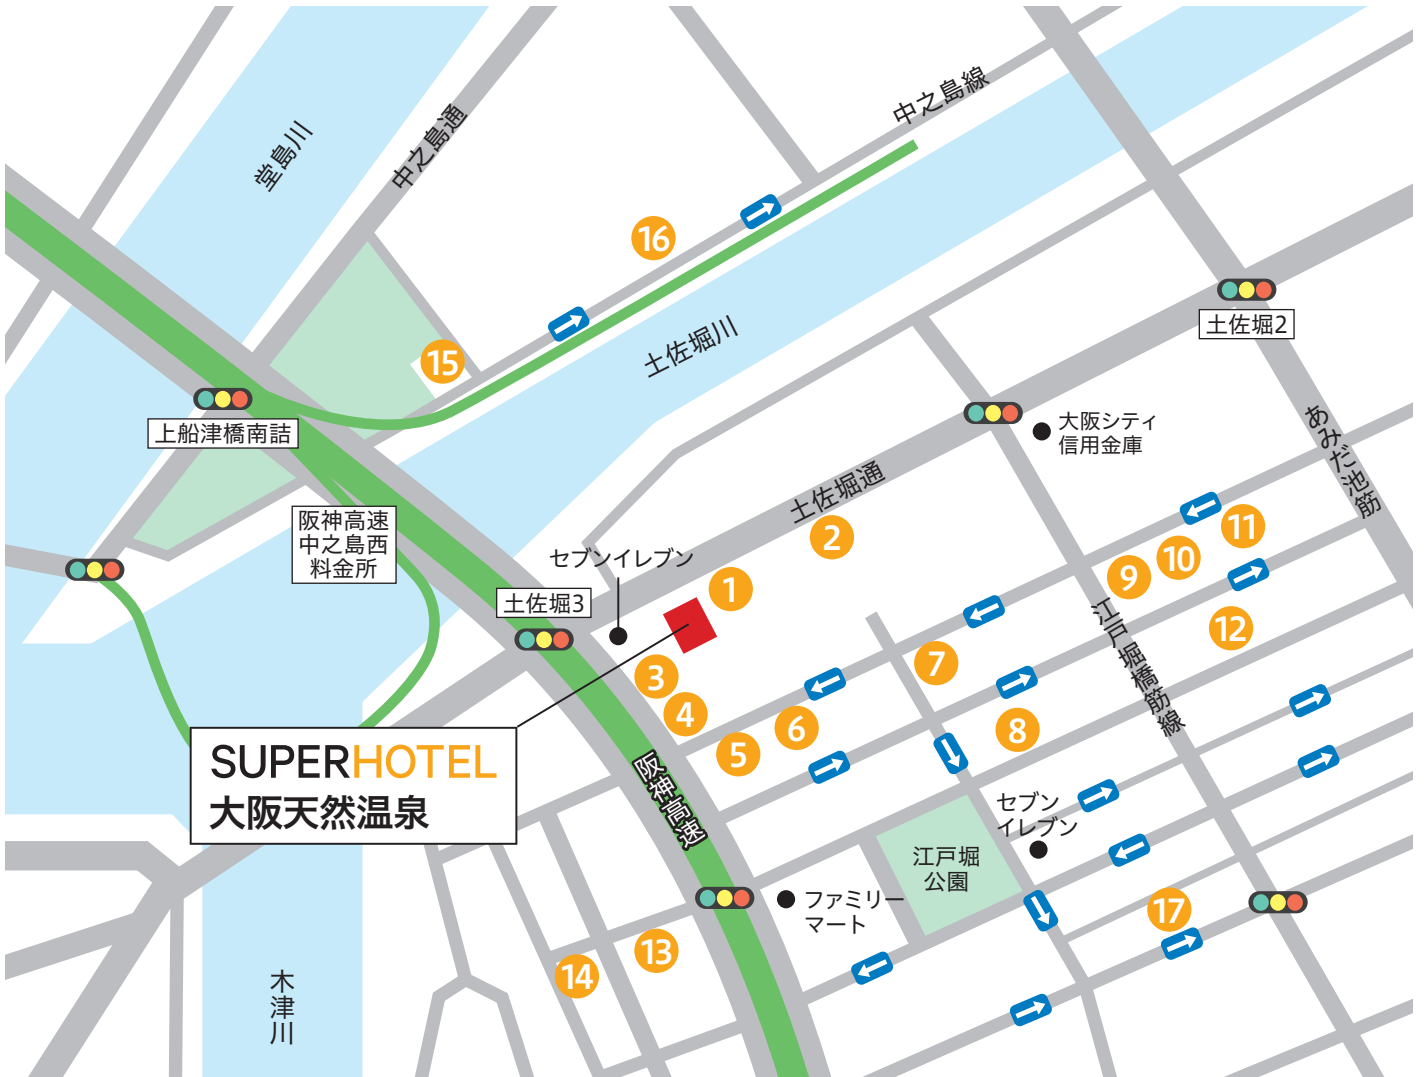 中之島線
堂島川
中之島通
16
土佐堀2
15
土佐堀川
上船津橋南詰
大阪シティ
信用金庫
あみだ池筋
土佐堀通
阪神高速
中之島西
料金所
2
11
10
9
セブンイレブン
1
土佐堀3
江戸堀橋筋線
12
3
7
4
6
8
5
SUPERHOTEL
大阪天然温泉
阪神高速
セブン
イレブン
江戸堀
公園
ファミリー
マート
17
13
14
木津川